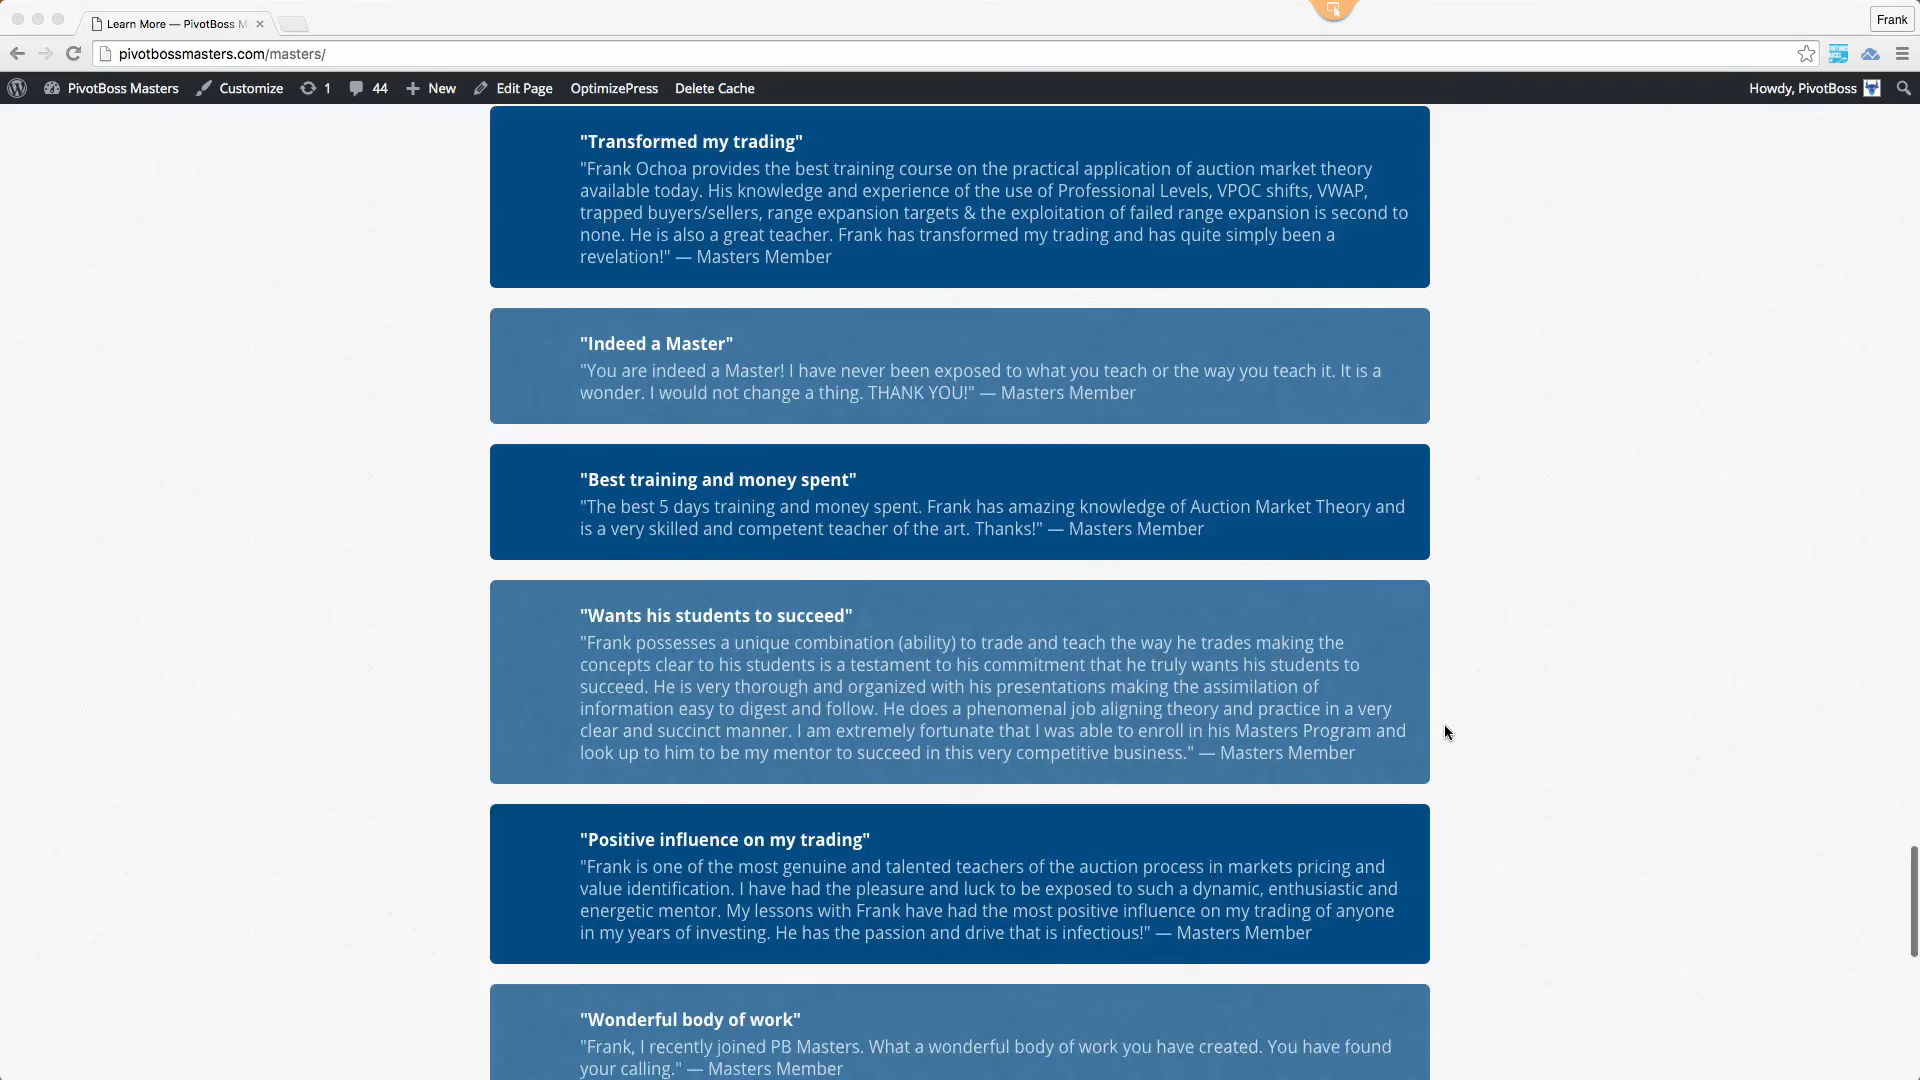 Learn More — PivotBoss M
Frank
pivotbossmasters.com/masters/
PivotBoss Masters Customize 1 44 New Edit Page OptimizePress Delete Cache Howdy, PivotBoss
"Transformed my trading"
"Frank Ochoa provides the best training course on the practical application of auction market theory
available today. His knowledge and experience of the use of Professional Levels, VPOC shifts, VWAP,
trapped buyers/sellers, range expansion targets & the exploitation of failed range expansion is second to
none. He is also a great teacher. Frank has transformed my trading and has quite simply been a
revelation!" — Masters Member
"Indeed a Master"
"You are indeed a Master! I have never been exposed to what you teach or the way you teach it. It is a
wonder. I would not change a thing. THANK YOU!" — Masters Member
"Best training and money spent"
"The best 5 days training and money spent. Frank has amazing knowledge of Auction Market Theory and
is a very skilled and competent teacher of the art. Thanks!" — Masters Member
"Wants his students to succeed"
"Frank possesses a unique combination (ability) to trade and teach the way he trades making the
concepts clear to his students is a testament to his commitment that he truly wants his students to
succeed. He is very thorough and organized with his presentations making the assimilation of
information easy to digest and follow. He does a phenomenal job aligning theory and practice in a very
clear and succinct manner. I am extremely fortunate that I was able to enroll in his Masters Program and
look up to him to be my mentor to succeed in this very competitive business." — Masters Member
"Positive influence on my trading"
"Frank is one of the most genuine and talented teachers of the auction process in markets pricing and
value identification. I have had the pleasure and luck to be exposed to such a dynamic, enthusiastic and
energetic mentor. My lessons with Frank have had the most positive influence on my trading of anyone
in my years of investing. He has the passion and drive that is infectious!" — Masters Member
"Wonderful body of work"
"Frank, I recently joined PB Masters. What a wonderful body of work you have created. You have found
your calling." — Masters Member